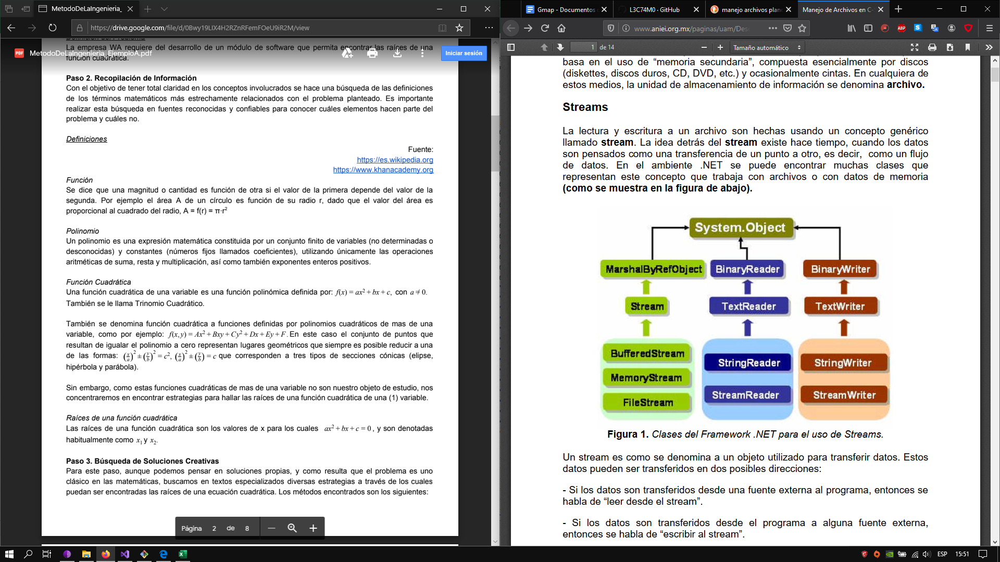 MetodoDeLaIngenieria_
https://drive.google.com/file/d/0Bwy19LlX4H2RZnRFemFOeU9iR2M/view
Definición del Problema
La empresa WA requiere del desarrollo de un módulo de software que permita encontrar las raíces de una
función cuadrática.
PDF MetodoDeLaIngenieria_EjemploA.pdf
Iniciar sesión
Paso 2. Recopilación de Información
Con el objetivo de tener total claridad en los conceptos involucrados se hace una búsqueda de las definiciones
de los términos matemáticos más estrechamente relacionados con el problema planteado. Es importante
realizar esta búsqueda en fuentes reconocidas y confiables para conocer cuáles elementos hacen parte del
problema y cuáles no.
Definiciones
Fuente:
https://es.wikipedia.org
https://www.khanacademy.org
Función
Se dice que una magnitud o cantidad es función de otra si el valor de la primera depende del valor de la
segunda. Por ejemplo el área A de un círculo es función de su radio r, dado que el valor del área es
proporcional al cuadrado del radio, A = f(r) = π·r²
Polinomio
Un polinomio es una expresión matemática constituida por un conjunto finito de variables (no determinadas o
desconocidas) y constantes (números fijos llamados coeficientes), utilizando únicamente las operaciones
aritméticas de suma, resta y multiplicación, así como también exponentes enteros positivos.
Función Cuadrática
Una función cuadrática de una variable es una función polinómica definida por: f(x) = ax² + bx + c, con a ≠ 0.
También se le llama Trinomio Cuadrático.
También se denomina función cuadrática a funciones definidas por polinomios cuadráticos de mas de una
variable, como por ejemplo: f(x, y) = Ax² + Bxy + Cy² + Dx + Ey + F. En este caso el conjunto de puntos que
resultan de igualar el polinomio a cero representan lugares geométricos que siempre es posible reducir a una
de las formas: (x/a)² ± (y/b)² = c², (x/a)² ± (y/b) = c que corresponden a tres tipos de secciones cónicas (elipse,
hipérbola y parábola).
Sin embargo, como estas funciones cuadráticas de mas de una variable no son nuestro objeto de estudio, nos
concentraremos en encontrar estrategias para hallar las raíces de una función cuadrática de una (1) variable.
Raíces de una función cuadrática
Las raíces de una función cuadrática son los valores de x para los cuales ax² + bx + c = 0, y son denotadas
habitualmente como x₁ y x₂.
Paso 3. Búsqueda de Soluciones Creativas
Para este paso, aunque podemos pensar en soluciones propias, y como resulta que el problema es uno
clásico en las matemáticas, buscamos en textos especializados diversas estrategias a través de los cuales
puedan ser encontradas las raíces de una ecuación cuadrática. Los métodos encontrados son los siguientes:
Página 2 de 8
Gmap - Documentos
L3C74M0 · GitHub
manejo archivos plan
Manejo de Archivos en C-
www.aniei.org.mx/paginas/uam/Des
ABP
1 de 14
Tamaño automático
basa en el uso de “memoria secundaria”, compuesta esencialmente por discos
(diskettes, discos duros, CD, DVD, etc.) y ocasionalmente cintas. En cualquiera de
estos medios, la unidad de almacenamiento de información se denomina archivo.
Streams
La lectura y escritura a un archivo son hechas usando un concepto genérico
llamado stream. La idea detrás del stream existe hace tiempo, cuando los datos
son pensados como una transferencia de un punto a otro, es decir, como un flujo
de datos. En el ambiente .NET se puede encontrar muchas clases que
representan este concepto que trabaja con archivos o con datos de memoria
(como se muestra en la figura de abajo).
System.Object
MarshalByRefObject BinaryReader BinaryWriter
Stream TextReader TextWriter
BufferedStream
StringReader StringWriter
MemoryStream
StreamReader StreamWriter
FileStream
Figura 1. Clases del Framework .NET para el uso de Streams.
Un stream es como se denomina a un objeto utilizado para transferir datos. Estos
datos pueden ser transferidos en dos posibles direcciones:
- Si los datos son transferidos desde una fuente externa al programa, entonces se
habla de “leer desde el stream”.
- Si los datos son transferidos desde el programa a alguna fuente externa,
entonces se habla de “escribir al stream”.
ESP 15:51